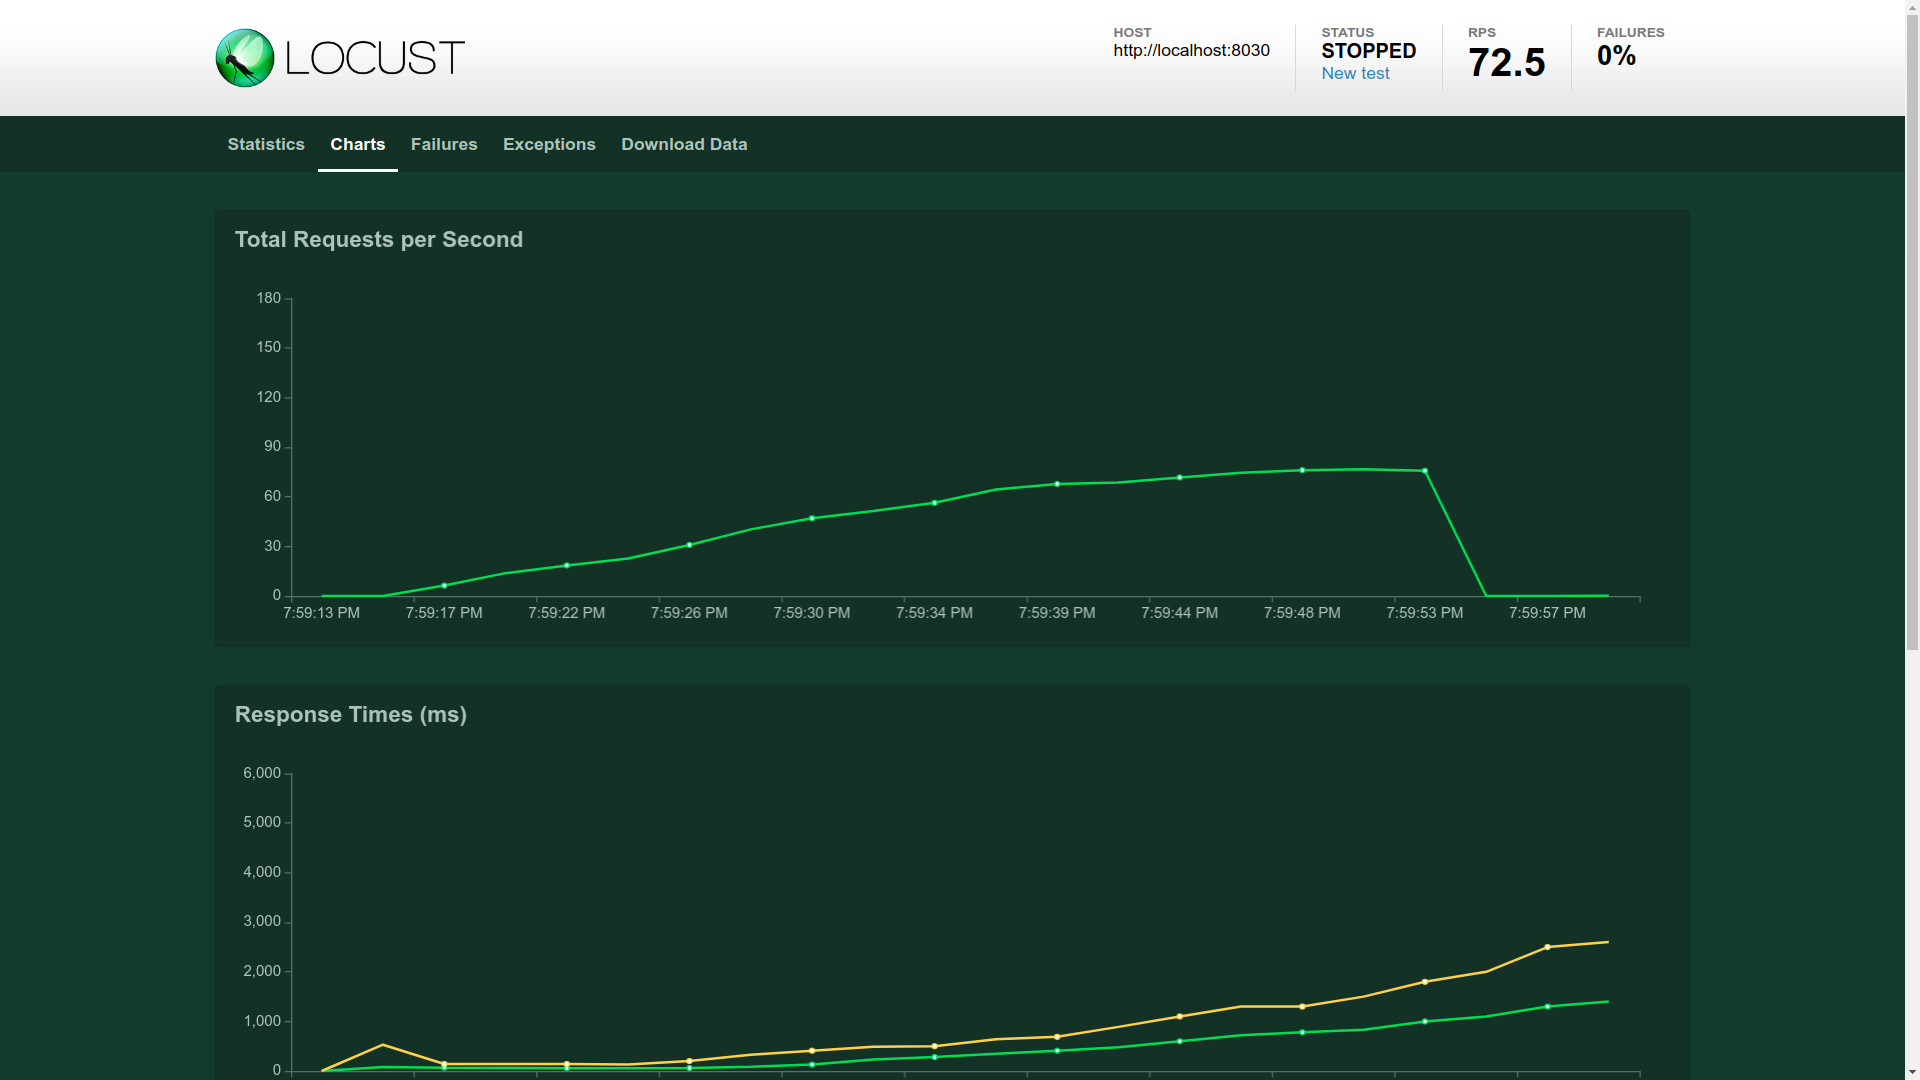 LOCUST
HOST
http://localhost:8030
STATUS
STOPPED
New test
RPS
72.5
FAILURES
0%
Statistics Charts Failures Exceptions Download Data
Total Requests per Second
180
150
120
90
60
30
0
7:59:13 PM 7:59:17 PM 7:59:22 PM 7:59:26 PM 7:59:30 PM 7:59:34 PM 7:59:39 PM 7:59:44 PM 7:59:48 PM 7:59:53 PM 7:59:57 PM
Response Times (ms)
6,000
5,000
4,000
3,000
2,000
1,000
0